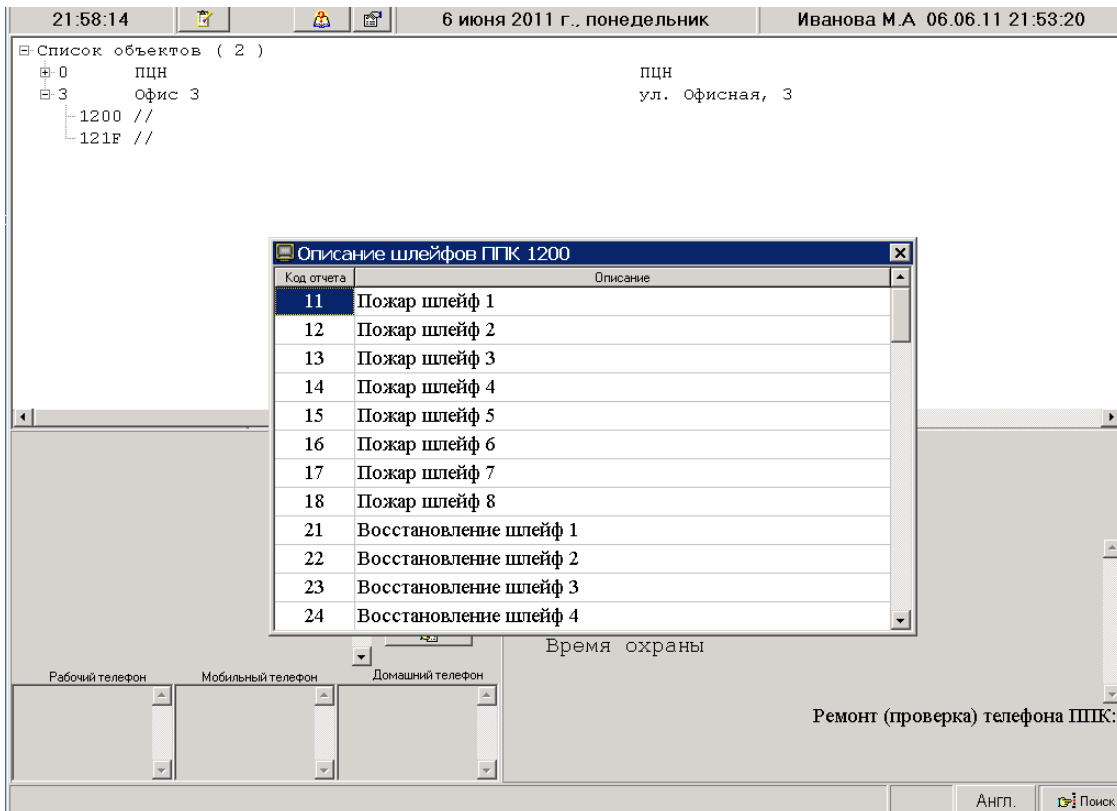 21:58:14 6 июня 2011 г., понедельник Иванова М.А 06.06.11 21:53:20
Список объектов ( 2 )
0 ПЦН ПЦН
3 Офис 3 ул. Офисная, 3
1200 //
121F //
Описание шлейфов ППК 1200
Код отчета Описание
11 Пожар шлейф 1
12 Пожар шлейф 2
13 Пожар шлейф 3
14 Пожар шлейф 4
15 Пожар шлейф 5
16 Пожар шлейф 6
17 Пожар шлейф 7
18 Пожар шлейф 8
21 Восстановление шлейф 1
22 Восстановление шлейф 2
23 Восстановление шлейф 3
24 Восстановление шлейф 4
Время охраны
Рабочий телефон Мобильный телефон Домашний телефон
Ремонт (проверка) телефона ППК:
Англ. Поиск